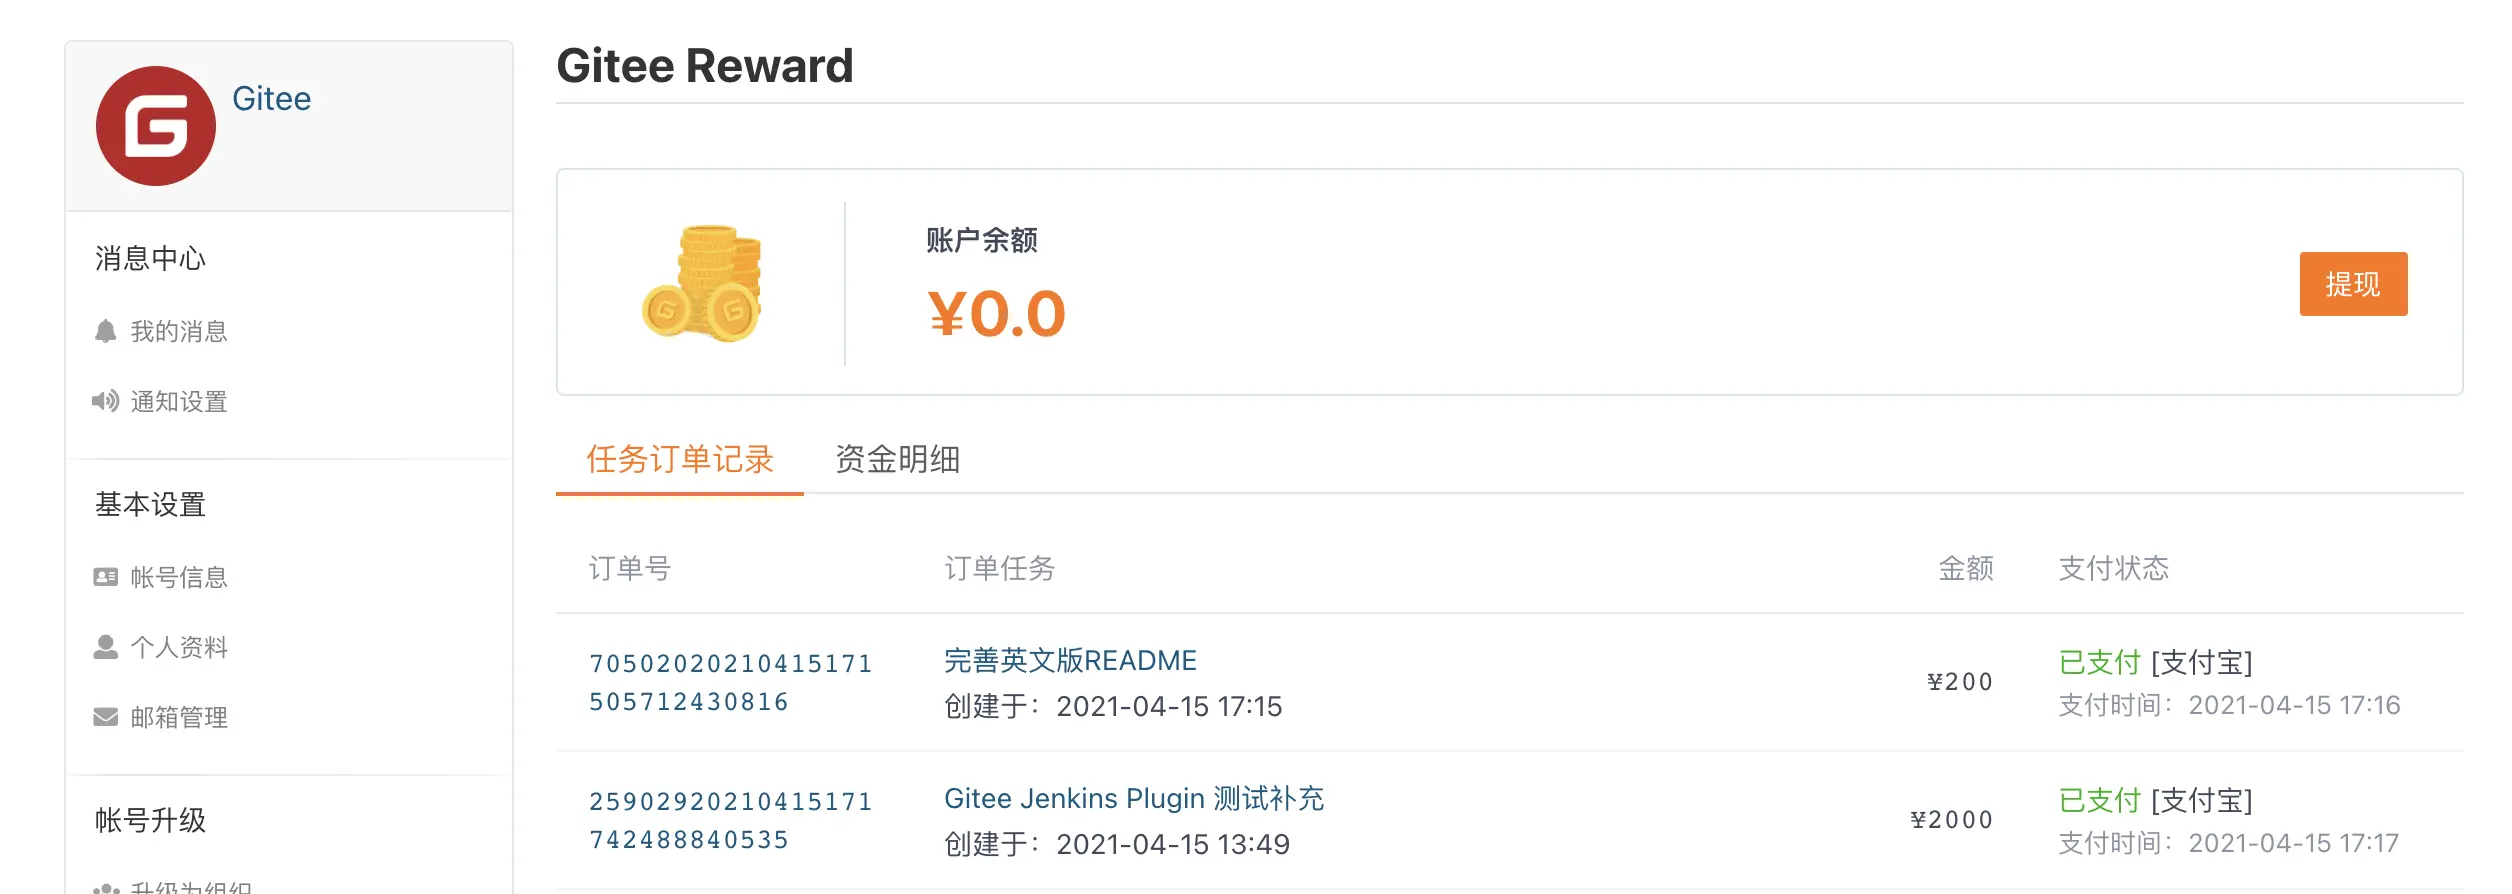 Gitee
消息中心
我的消息
通知设置
基本设置
帐号信息
个人资料
邮箱管理
帐号升级
升级为组织
Gitee Reward
账户余额
¥0.0
提现
任务订单记录 资金明细
订单号 订单任务 金额 支付状态
70502020210415171
505712430816
完善英文版README
创建于：2021-04-15 17:15
¥200
已支付 [支付宝]
支付时间：2021-04-15 17:16
25902920210415171
742488840535
Gitee Jenkins Plugin 测试补充
创建于：2021-04-15 13:49
¥2000
已支付 [支付宝]
支付时间：2021-04-15 17:17